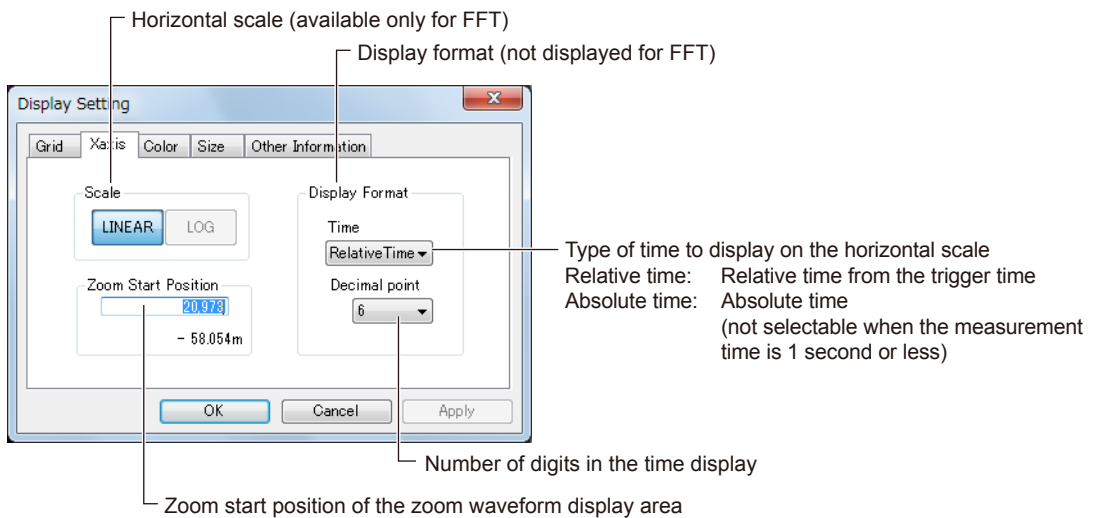 Horizontal scale (available only for FFT)
Display format (not displayed for FFT)
Display Setting
Grid Xaxis Color Size Other Information
Scale
LINEAR LOG
Display Format
Time
RelativeTime
Zoom Start Position
20,973
- 58.054m
Decimal point
6
OK Cancel Apply
Type of time to display on the horizontal scale
Relative time: Relative time from the trigger time
Absolute time: Absolute time
(not selectable when the measurement
time is 1 second or less)
Number of digits in the time display
Zoom start position of the zoom waveform display area